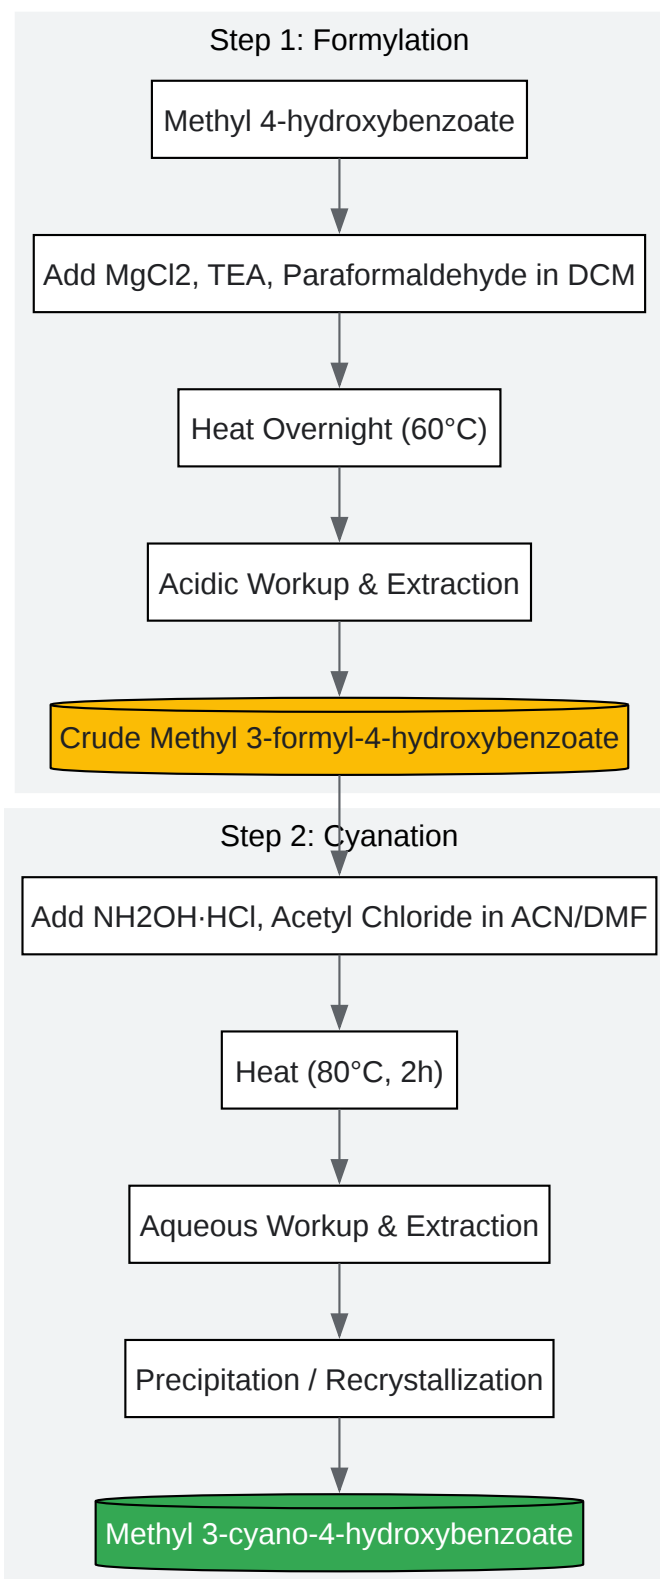 Step 1: Formylation
Methyl 4-hydroxybenzoate
Add MgCl2, TEA, Paraformaldehyde in DCM
Heat Overnight (60°C)
Acidic Workup & Extraction
Crude Methyl 3-formyl-4-hydroxybenzoate
Step 2: Cyanation
Add NH2OH·HCl, Acetyl Chloride in ACN/DMF
Heat (80°C, 2h)
Aqueous Workup & Extraction
Precipitation / Recrystallization
Methyl 3-cyano-4-hydroxybenzoate